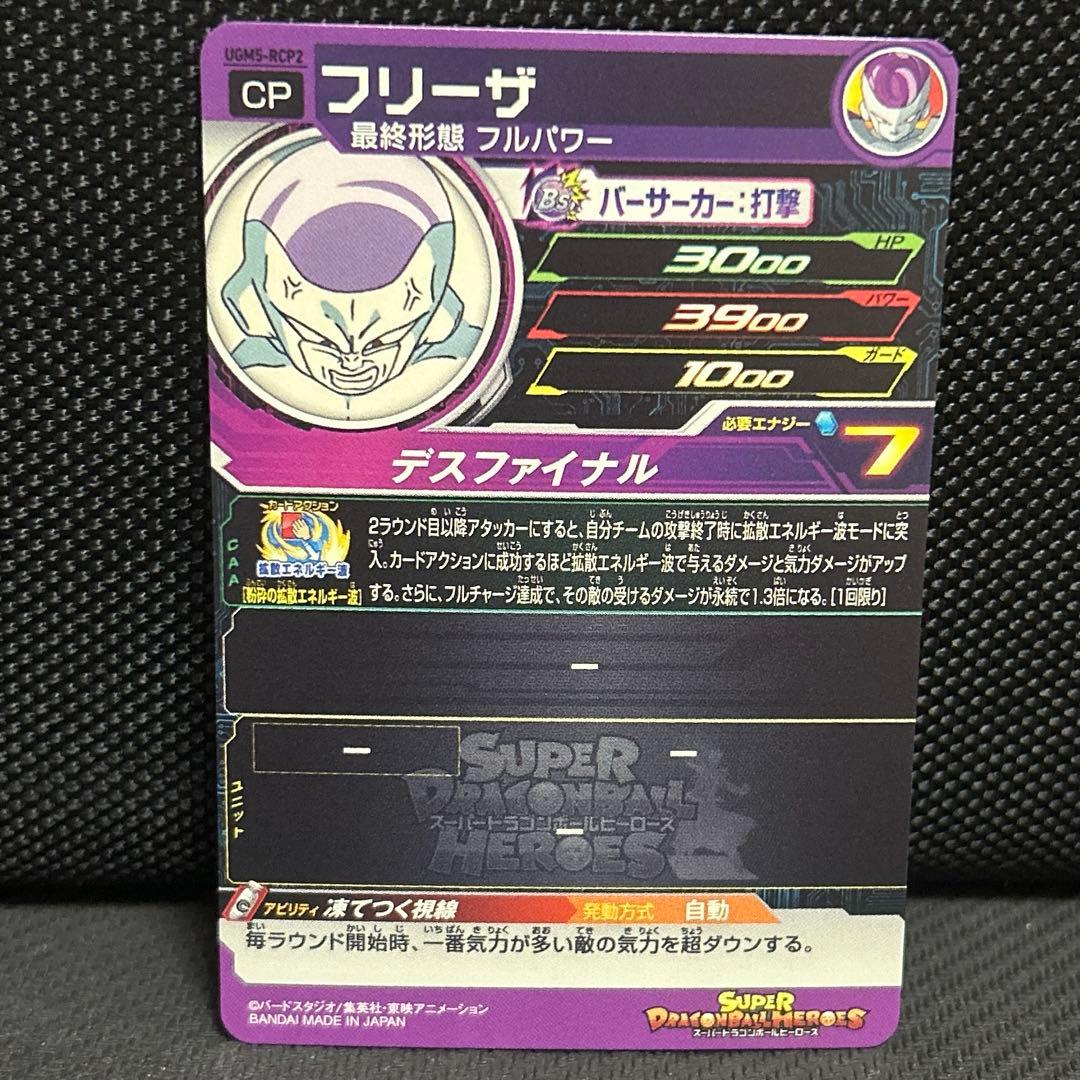 UGM5-RCP2
CP
フリーザ
最終形態 フルパワー
Bs
バーサーカー:打撃
HP
3000
パワー
3900
ガード
1000
必要エナジー
7
デスファイナル
CAA
カードアクション
拡散エネルギー波
[粉砕の拡散エネルギー波]
2ラウンド目以降アタッカーにすると、自分チームの攻撃終了時に拡散エネルギー波モードに突
入。カードアクションに成功するほど拡散エネルギー波で与えるダメージと気力ダメージがアップ
する。さらに、フルチャージ達成で、その敵の受けるダメージが永続で1.3倍になる。[1回限り]
ー
ユニット
ー
ー
ー
SUPER
DRAGONBALL
スーパードラゴンボールヒーローズ
HEROES
アビリティ 凍てつく視線
発動方式 自動
毎ラウンド開始時、一番気力が多い敵の気力を超ダウンする。
©バードスタジオ/集英社・東映アニメーション
BANDAI MADE IN JAPAN
SUPER
DRAGONBALL HEROES
スーパードラゴンボールヒーローズ